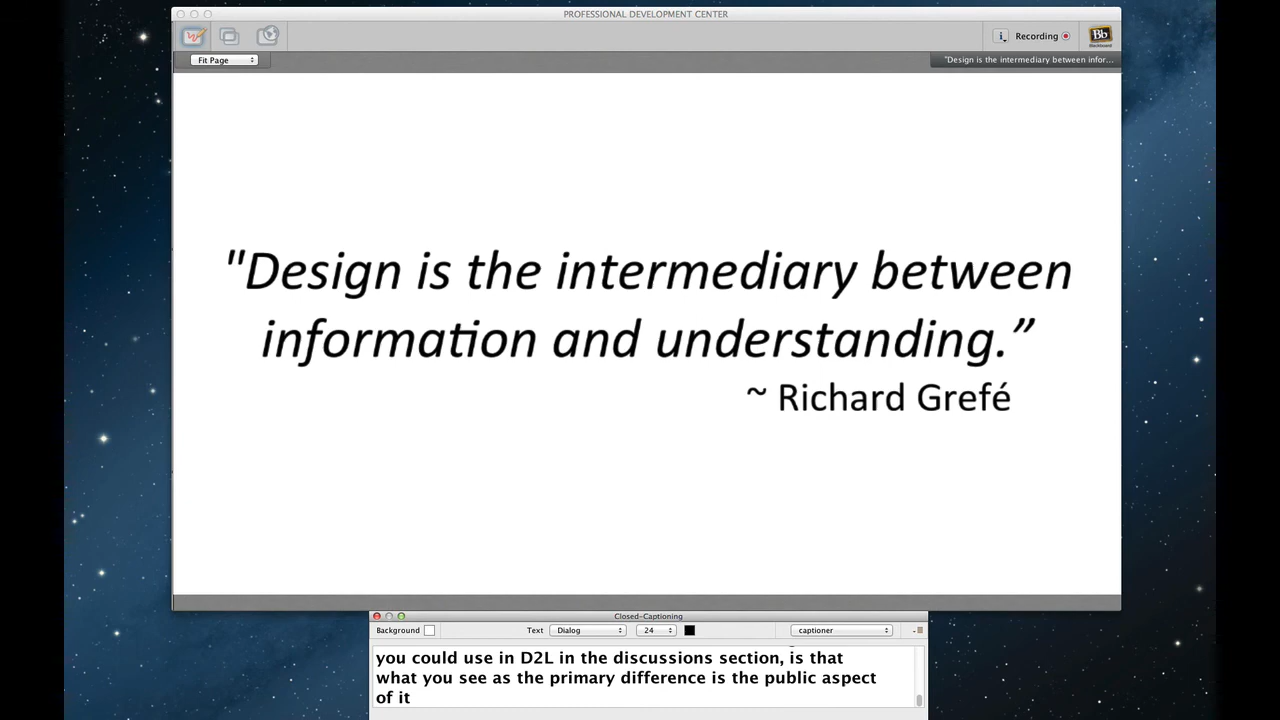 PROFESSIONAL DEVELOPMENT CENTER
Recording
Bb
Blackboard
Fit Page
"Design is the intermediary between infor...
"Design is the intermediary between
information and understanding.”
~ Richard Grefé
Closed-Captioning
Background
Text
Dialog
24
captioner
you could use in D2L in the discussions section, is that
what you see as the primary difference is the public aspect
of it